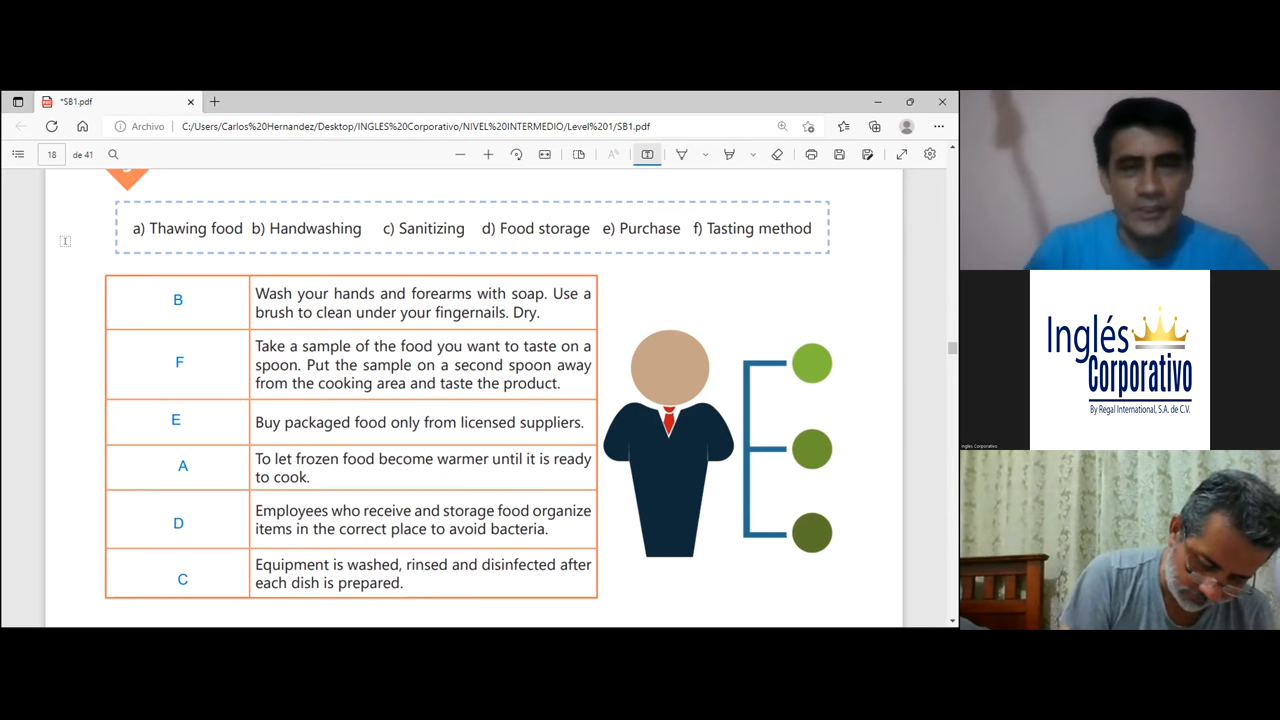 *SB1.pdf
Archivo C:/Users/Carlos%20Hernandez/Desktop/INGLES%20Corporativo/NIVEL%20INTERMEDIO/Level%201/SB1.pdf
18 de 41
a) Thawing food b) Handwashing c) Sanitizing d) Food storage e) Purchase f) Tasting method
B
Wash your hands and forearms with soap. Use a
brush to clean under your fingernails. Dry.
F
Take a sample of the food you want to taste on a
spoon. Put the sample on a second spoon away
from the cooking area and taste the product.
E
Buy packaged food only from licensed suppliers.
A
To let frozen food become warmer until it is ready
to cook.
D
Employees who receive and storage food organize
items in the correct place to avoid bacteria.
C
Equipment is washed, rinsed and disinfected after
each dish is prepared.
Inglés
Corporativo
By Regal International, S.A. de C.V.
Inglés Corporativo